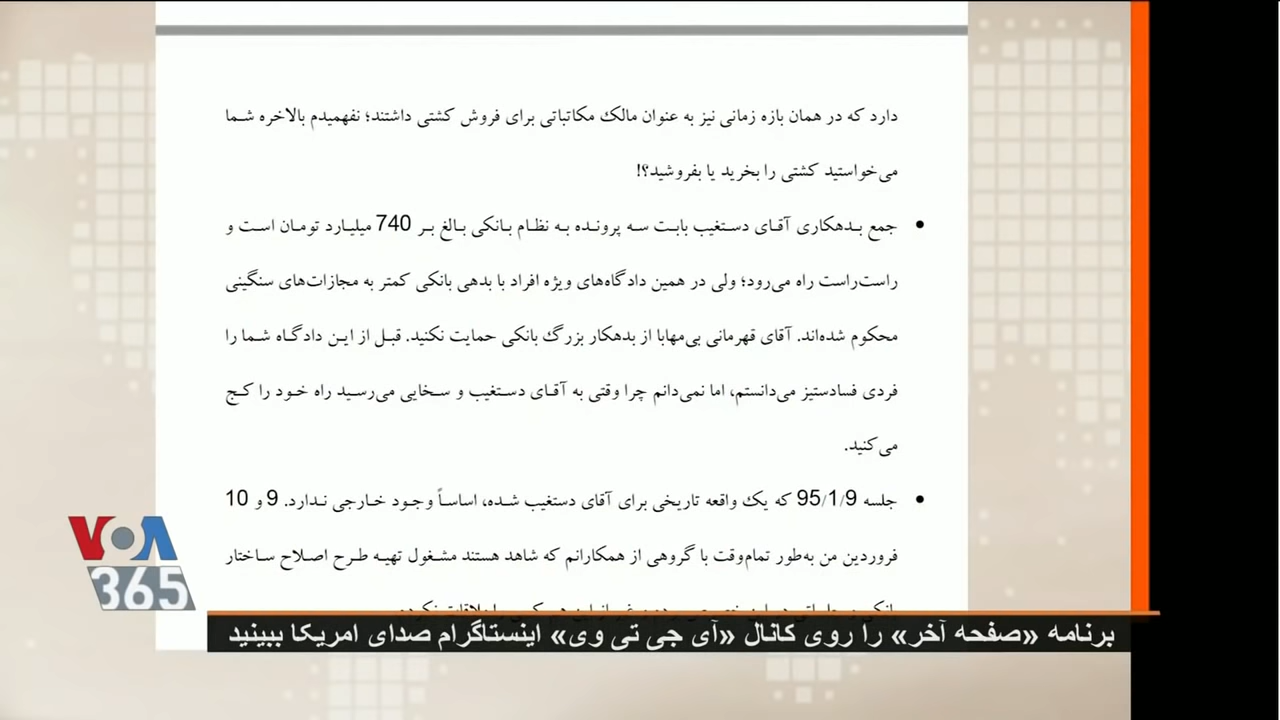 دارد که در همان بازه زمانی نیز به عنوان مالک مکاتباتی برای فروش کشتی داشتند؛ نفهمیدم بالاخره شما
می‌خواستید کشتی را بخرید یا بفروشید؟!
• جمع بدهکاری آقای دستغیب بابت سه پرونده به نظام بانکی بالغ بر 740 میلیارد تومان است و
راست‌راست راه می‌رود؛ ولی در همین دادگاه‌های ویژه افراد با بدهی بانکی کمتر به مجازات‌های سنگینی
محکوم شده‌اند. آقای قهرمانی بی‌مهابا از بدهکار بزرگ بانکی حمایت نکنید. قبل از این دادگاه شما را
فردی فسادستیز می‌دانستم، اما نمی‌دانم چرا وقتی به آقای دستغیب و سخایی می‌رسید راه خود را کج
می‌کنید.
• جلسه 95/1/9 که یک واقعه تاریخی برای آقای دستغیب شده، اساساً وجود خارجی ندارد. 9 و 10
فروردین من به‌طور تمام‌وقت با گروهی از همکارانم که شاهد هستند مشغول تهیه طرح اصلاح ساختار
VOA
365
برنامه «صفحه آخر» را روی کانال «آی جی تی وی» اینستاگرام صدای امریکا ببینید